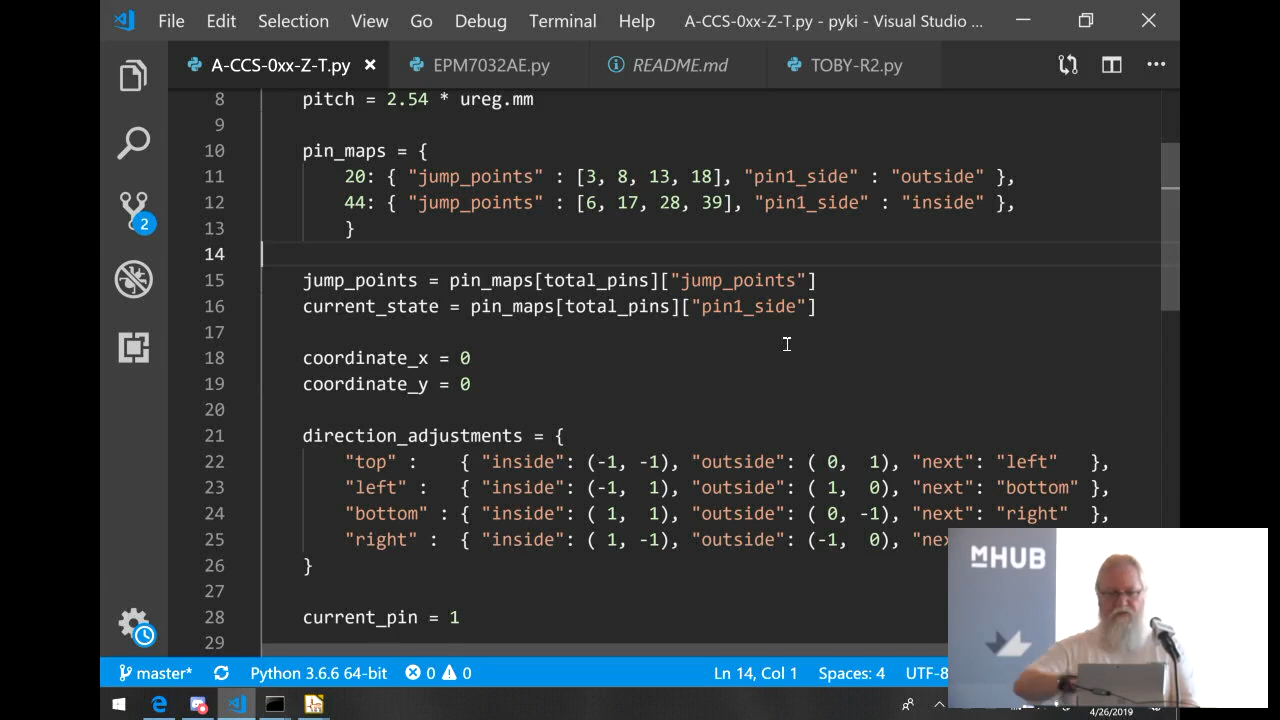 File Edit Selection View Go Debug Terminal Help A-CCS-0xx-Z-T.py - pyki - Visual Studio ...
A-CCS-0xx-Z-T.py EPM7032AE.py README.md TOBY-R2.py
8 pitch = 2.54 * ureg.mm
9
10 pin_maps = {
11 20: { "jump_points" : [3, 8, 13, 18], "pin1_side" : "outside" },
12 44: { "jump_points" : [6, 17, 28, 39], "pin1_side" : "inside" },
13 }
14
15 jump_points = pin_maps[total_pins]["jump_points"]
16 current_state = pin_maps[total_pins]["pin1_side"]
17
18 coordinate_x = 0
19 coordinate_y = 0
20
21 direction_adjustments = {
22 "top" : { "inside": (-1, -1), "outside": ( 0, 1), "next": "left" },
23 "left" : { "inside": (-1, 1), "outside": ( 1, 0), "next": "bottom" },
24 "bottom" : { "inside": ( 1, 1), "outside": ( 0, -1), "next": "right" },
25 "right" : { "inside": ( 1, -1), "outside": (-1, 0),
26 }
27
28 current_pin = 1
29
2
MHUB
master* Python 3.6.6 64-bit 0 0 Ln 14, Col 1 Spaces: 4 UTF-8
4/26/2019